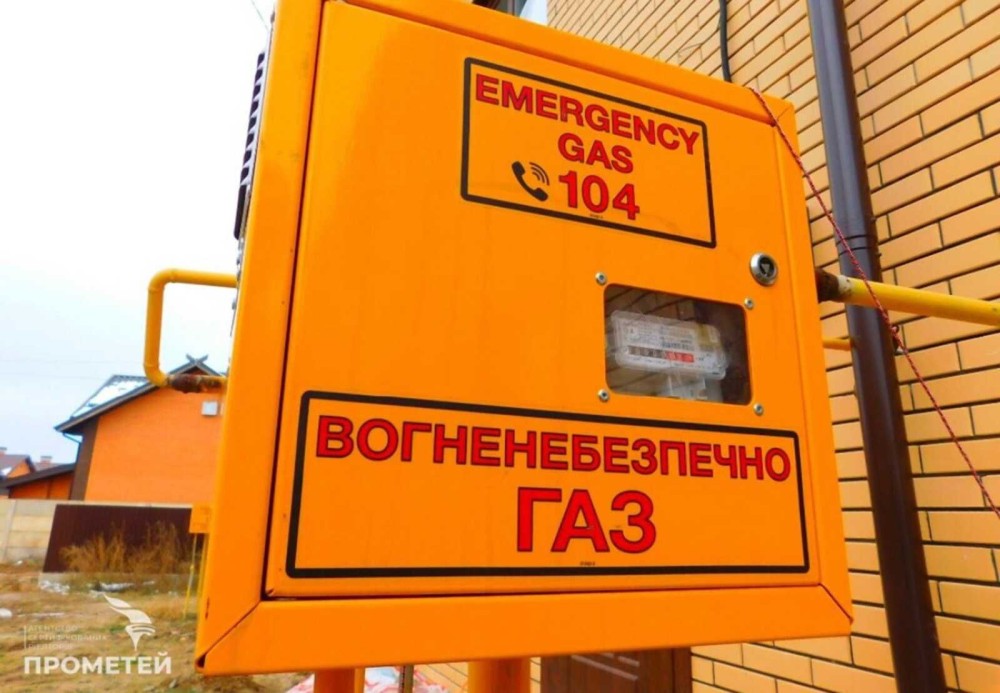 EMERGENCY
GAS
104
ВОГНЕНЕБЕЗПЕЧНО
ГАЗ
ПРОМЕТЕЙ